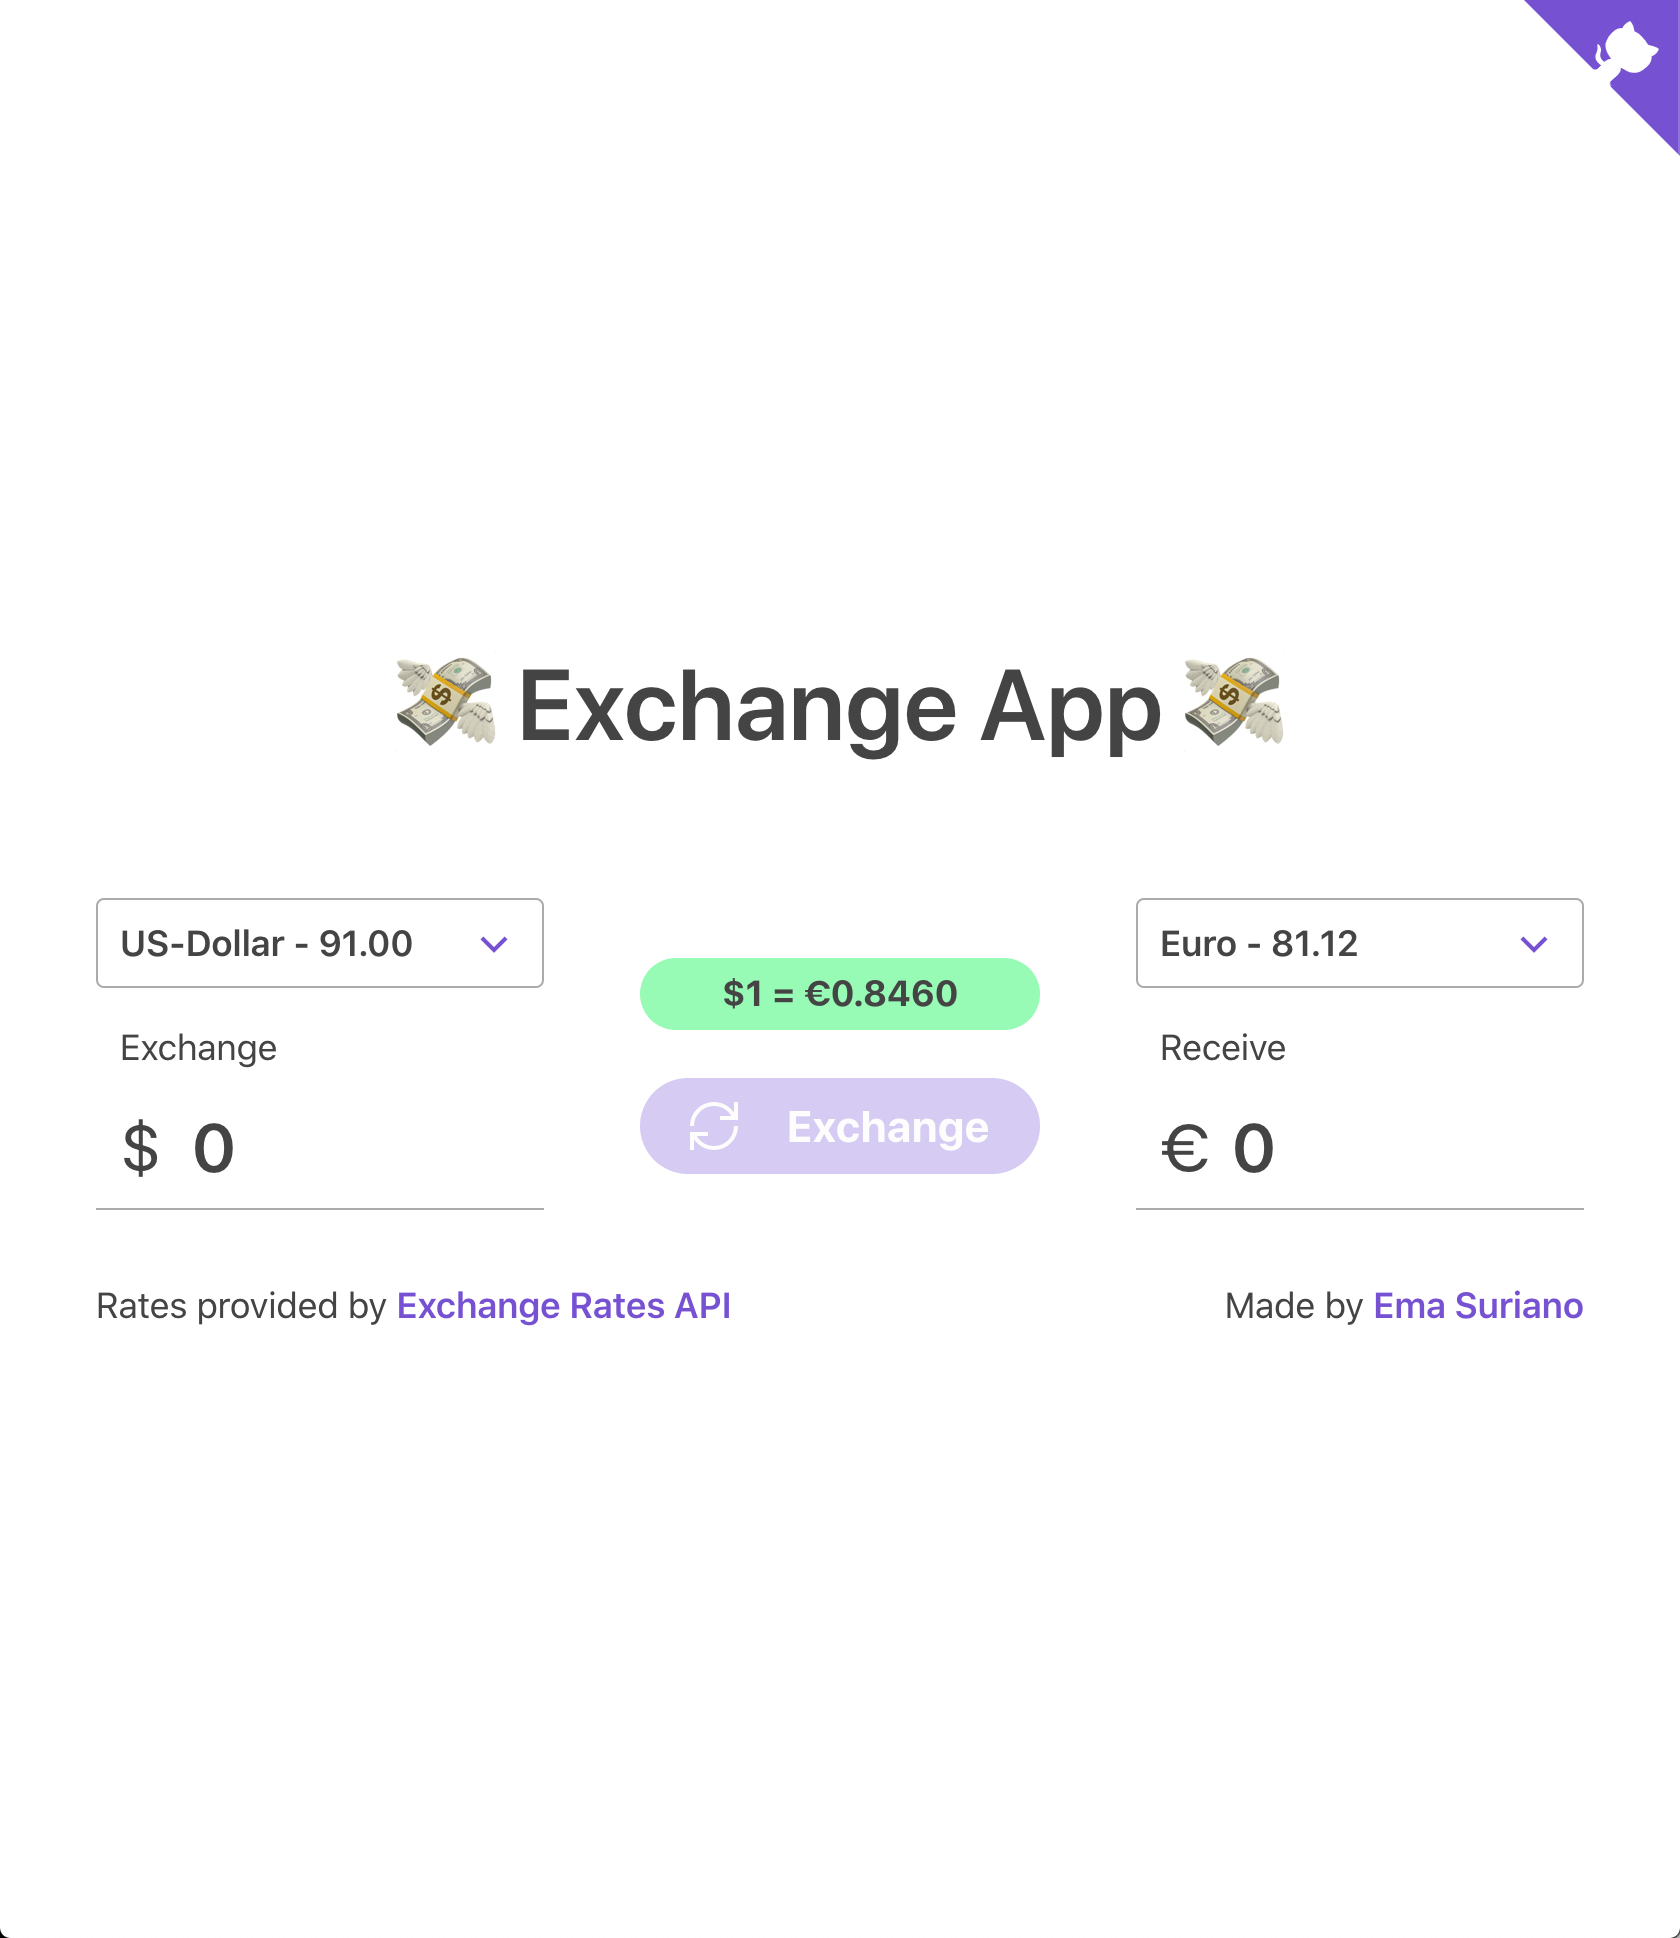 💸 Exchange App 💸
US-Dollar - 91.00
Exchange
$ 0
$1 = €0.8460
Exchange
Euro - 81.12
Receive
€ 0
Rates provided by Exchange Rates API
Made by Ema Suriano